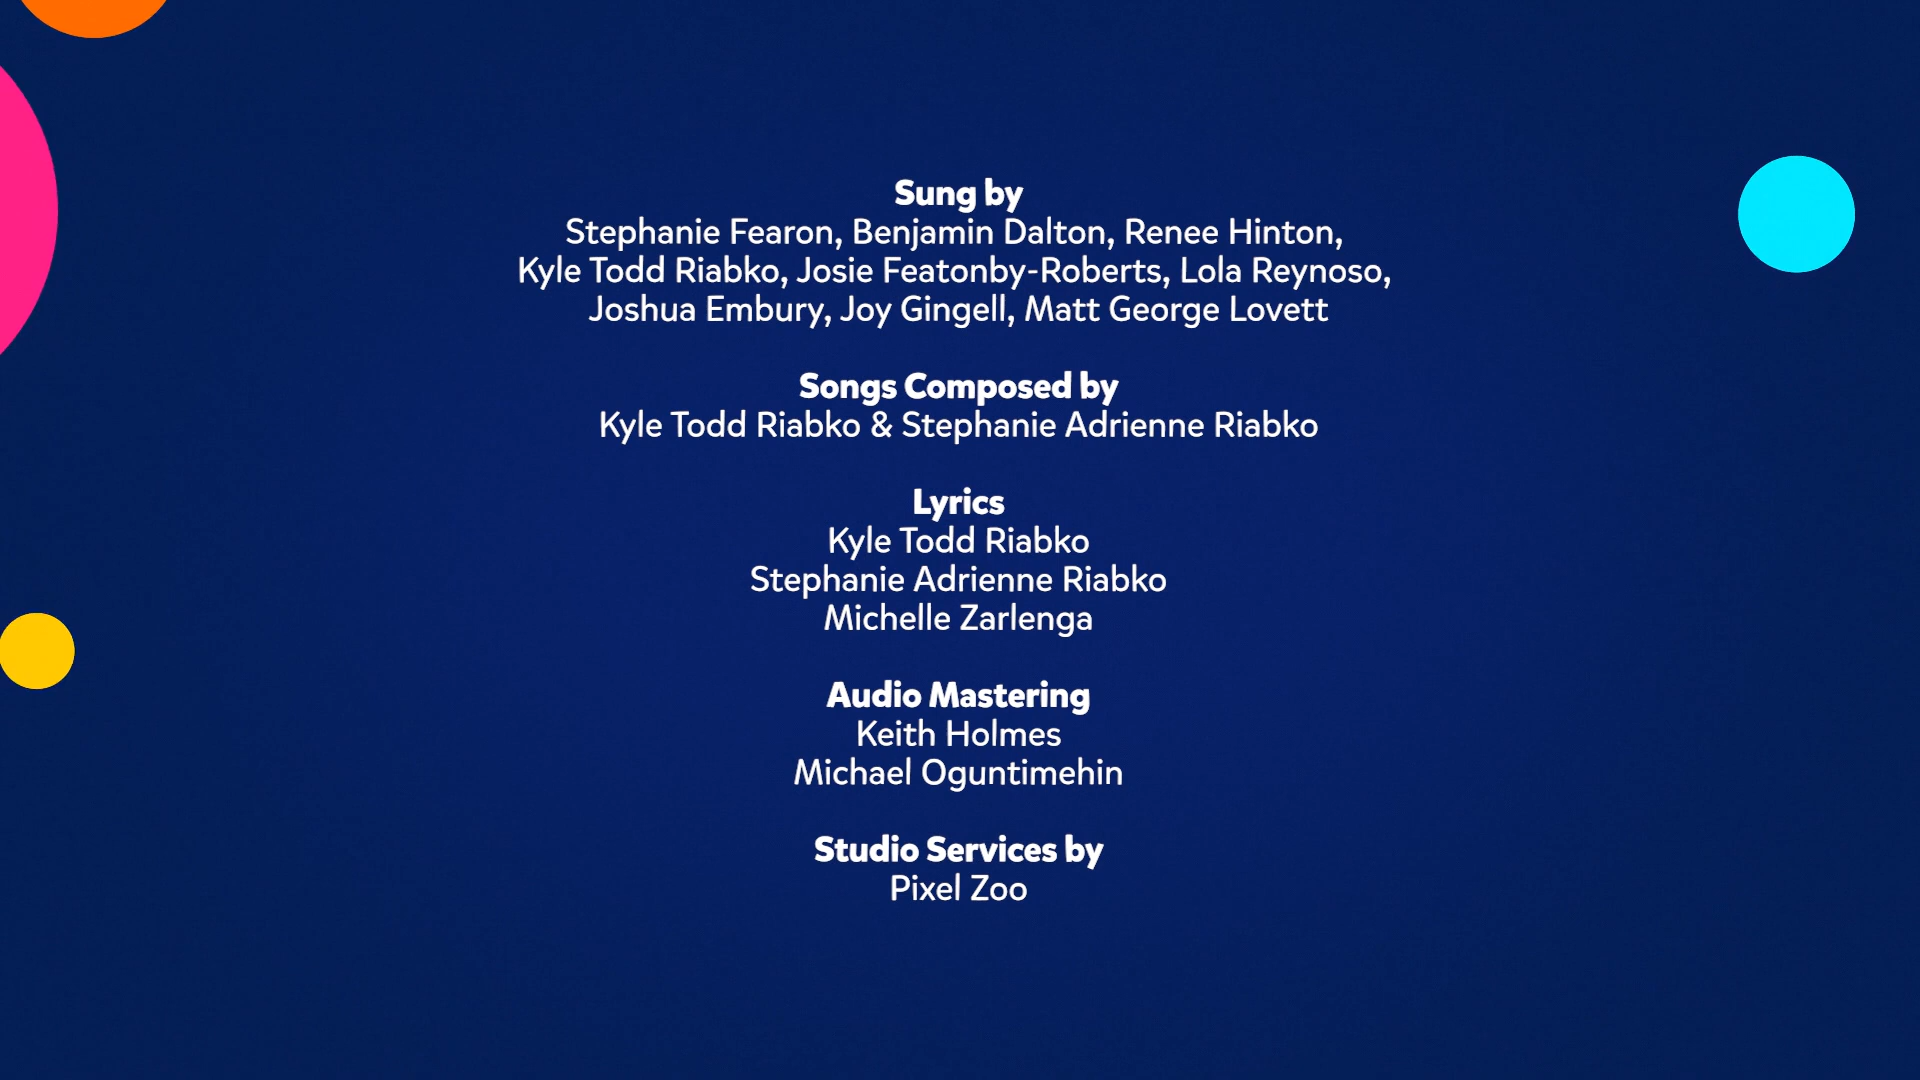 Sung by
Stephanie Fearon, Benjamin Dalton, Renee Hinton,
Kyle Todd Riabko, Josie Featonby-Roberts, Lola Reynoso,
Joshua Embury, Joy Gingell, Matt George Lovett
Songs Composed by
Kyle Todd Riabko & Stephanie Adrienne Riabko
Lyrics
Kyle Todd Riabko
Stephanie Adrienne Riabko
Michelle Zarlenga
Audio Mastering
Keith Holmes
Michael Oguntimehin
Studio Services by
Pixel Zoo